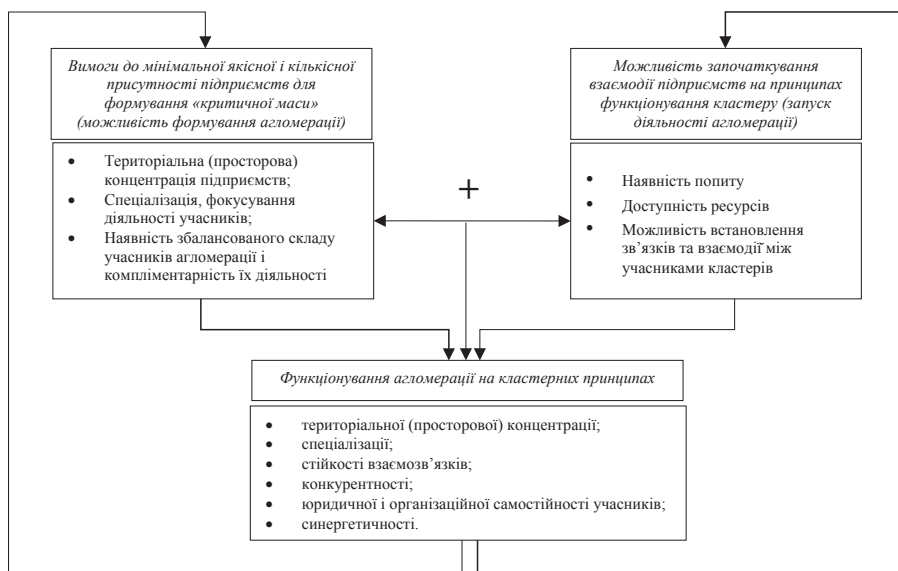 Вимоги до мінімальної якісної і кількісної
присутності підприємств для
формування «критичної маси»
(можливість формування агломерації)
• Територіальна (просторова)
концентрація підприємств;
• Спеціалізація, фокусування
діяльності учасників;
• Наявність збалансованого складу
учасників агломерації і
компліментарність їх діяльності
+
Можливість започаткування
взаємодії підприємств на принципах
функціонування кластеру (запуск
діяльності агломерації)
• Наявність попиту
• Доступність ресурсів
• Можливість встановлення
зв’язків та взаємодії між
учасниками кластерів
Функціонування агломерації на кластерних принципах
• територіальної (просторової) концентрації;
• спеціалізації;
• стійкості взаємозв’язків;
• конкурентності;
• юридичної і організаційної самостійності учасників;
• синергетичності.